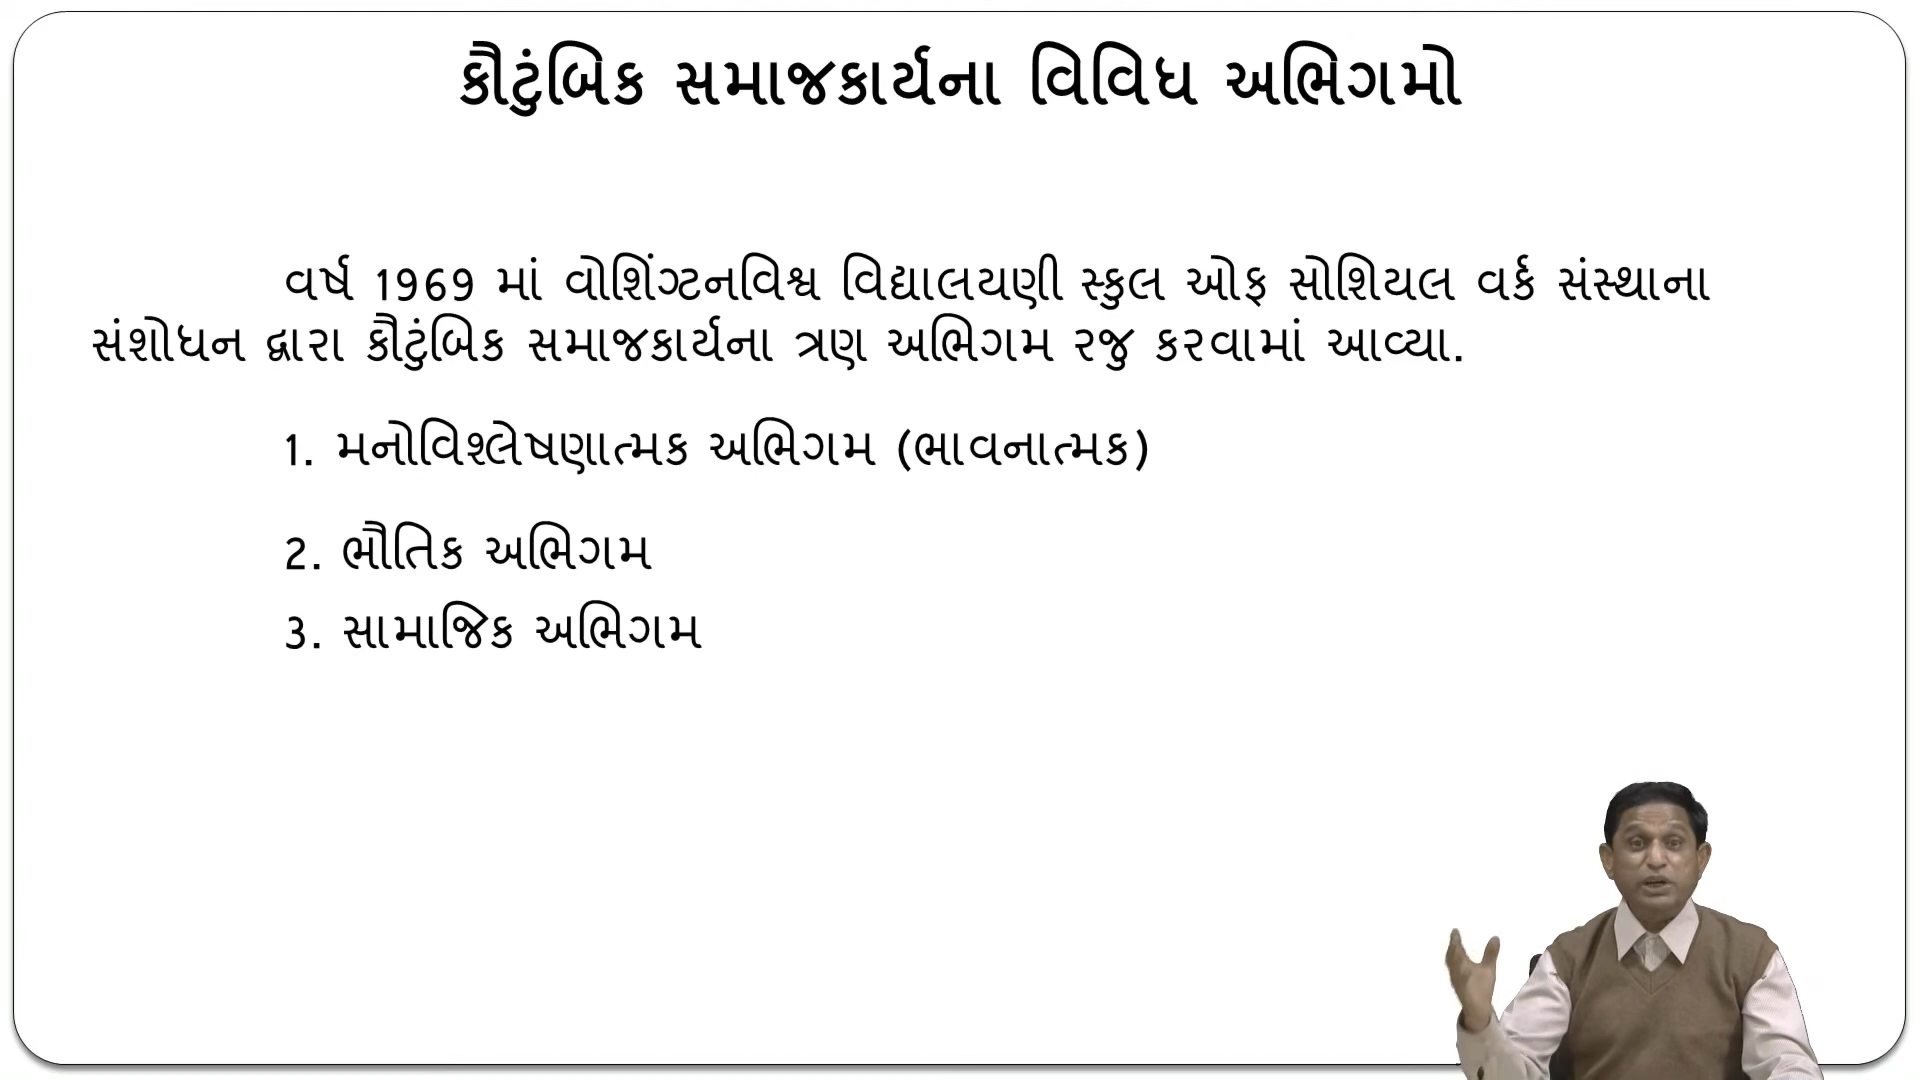 કૌટુંબિક સમાજકાર્યના વિવિધ અભિગમો
વર્ષ 1969 માં વોશિંગ્ટનવિશ્વ વિદ્યાલયણી સ્કુલ ઓફ સોશિયલ વર્ક સંસ્થાના
સંશોધન દ્વારા કૌટુંબિક સમાજકાર્યના ત્રણ અભિગમ રજુ કરવામાં આવ્યા.
1. મનોવિશ્લેષણાત્મક અભિગમ (ભાવનાત્મક)
2. ભૌતિક અભિગમ
3. સામાજિક અભિગમ